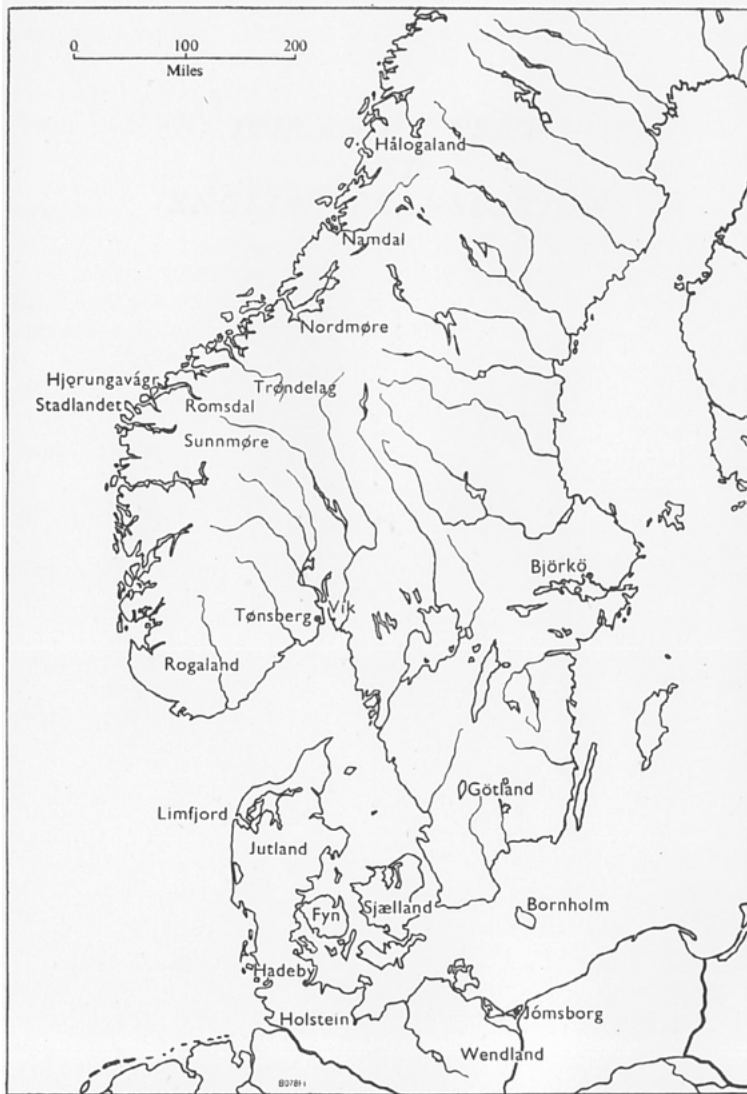 0 100 200
Miles
Hålogaland
Namdal
Nordmøre
Hjǫrungavágr
Trøndelag
Stadlandet
Romsdal
Sunnmøre
Björkö
Tønsberg
Vík
Rogaland
Götland
Limfjord
Jutland
Fyn
Sjælland
Bornholm
Hadeby
Holstein
Jómsborg
Wendland